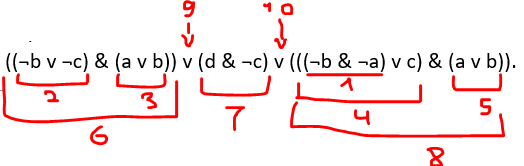 9 10
((¬b v ¬c) & (a v b)) v (d & ¬c) v (((¬b & ¬a) v c) & (a v b)).
2 3 7 1 4 5
6 8